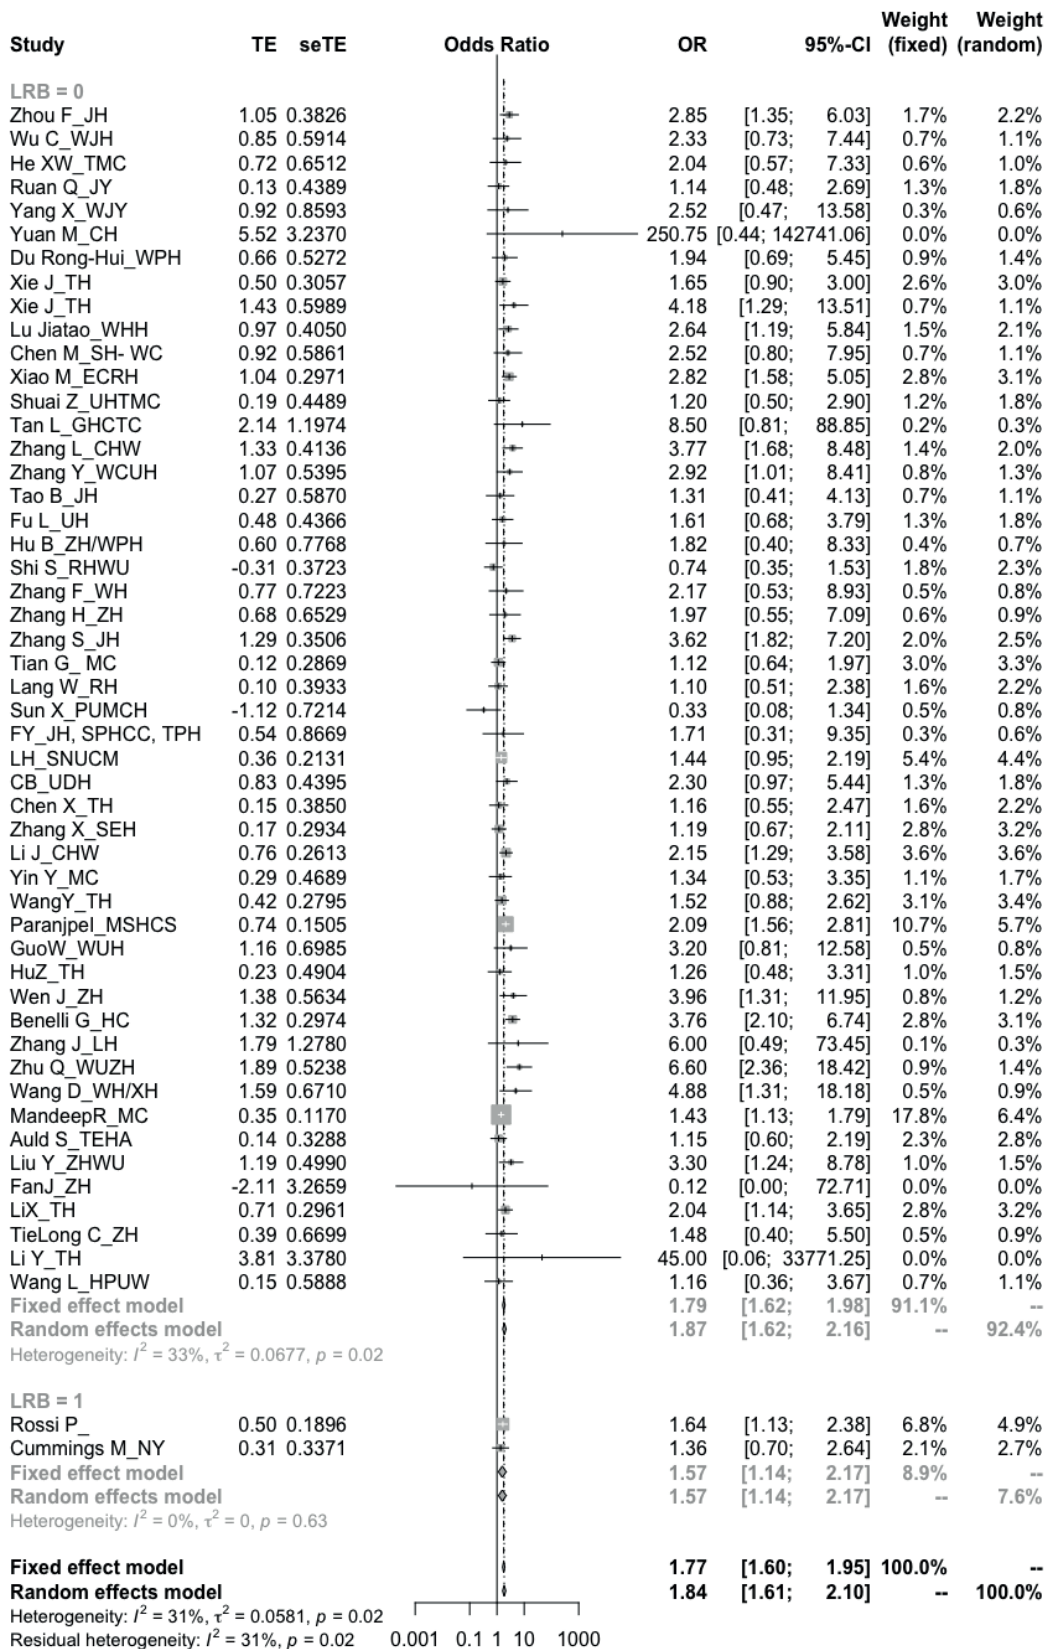 Weight Weight
Study TE seTE Odds Ratio OR 95%-CI (fixed) (random)
LRB = 0
Zhou F_JH 1.05 0.3826 2.85 [1.35; 6.03] 1.7% 2.2%
Wu C_WJH 0.85 0.5914 2.33 [0.73; 7.44] 0.7% 1.1%
He XW_TMC 0.72 0.6512 2.04 [0.57; 7.33] 0.6% 1.0%
Ruan Q_JY 0.13 0.4389 1.14 [0.48; 2.69] 1.3% 1.8%
Yang X_WJY 0.92 0.8593 2.52 [0.47; 13.58] 0.3% 0.6%
Yuan M_CH 5.52 3.2370 250.75 [0.44; 142741.06] 0.0% 0.0%
Du Rong-Hui_WPH 0.66 0.5272 1.94 [0.69; 5.45] 0.9% 1.4%
Xie J_TH 0.50 0.3057 1.65 [0.90; 3.00] 2.6% 3.0%
Xie J_TH 1.43 0.5989 4.18 [1.29; 13.51] 0.7% 1.1%
Lu Jiatao_WHH 0.97 0.4050 2.64 [1.19; 5.84] 1.5% 2.1%
Chen M_SH- WC 0.92 0.5861 2.52 [0.80; 7.95] 0.7% 1.1%
Xiao M_ECRH 1.04 0.2971 2.82 [1.58; 5.05] 2.8% 3.1%
Shuai Z_UHTMC 0.19 0.4489 1.20 [0.50; 2.90] 1.2% 1.8%
Tan L_GHCTC 2.14 1.1974 8.50 [0.81; 88.85] 0.2% 0.3%
Zhang L_CHW 1.33 0.4136 3.77 [1.68; 8.48] 1.4% 2.0%
Zhang Y_WCUH 1.07 0.5395 2.92 [1.01; 8.41] 0.8% 1.3%
Tao B_JH 0.27 0.5870 1.31 [0.41; 4.13] 0.7% 1.1%
Fu L_UH 0.48 0.4366 1.61 [0.68; 3.79] 1.3% 1.8%
Hu B_ZH/WPH 0.60 0.7768 1.82 [0.40; 8.33] 0.4% 0.7%
Shi S_RHWU -0.31 0.3723 0.74 [0.35; 1.53] 1.8% 2.3%
Zhang F_WH 0.77 0.7223 2.17 [0.53; 8.93] 0.5% 0.8%
Zhang H_ZH 0.68 0.6529 1.97 [0.55; 7.09] 0.6% 0.9%
Zhang S_JH 1.29 0.3506 3.62 [1.82; 7.20] 2.0% 2.5%
Tian G_ MC 0.12 0.2869 1.12 [0.64; 1.97] 3.0% 3.3%
Lang W_RH 0.10 0.3933 1.10 [0.51; 2.38] 1.6% 2.2%
Sun X_PUMCH -1.12 0.7214 0.33 [0.08; 1.34] 0.5% 0.8%
FY_JH, SPHCC, TPH 0.54 0.8669 1.71 [0.31; 9.35] 0.3% 0.6%
LH_SNUCM 0.36 0.2131 1.44 [0.95; 2.19] 5.4% 4.4%
CB_UDH 0.83 0.4395 2.30 [0.97; 5.44] 1.3% 1.8%
Chen X_TH 0.15 0.3850 1.16 [0.55; 2.47] 1.6% 2.2%
Zhang X_SEH 0.17 0.2934 1.19 [0.67; 2.11] 2.8% 3.2%
Li J_CHW 0.76 0.2613 2.15 [1.29; 3.58] 3.6% 3.6%
Yin Y_MC 0.29 0.4689 1.34 [0.53; 3.35] 1.1% 1.7%
WangY_TH 0.42 0.2795 1.52 [0.88; 2.62] 3.1% 3.4%
ParanjpeI_MSHCS 0.74 0.1505 2.09 [1.56; 2.81] 10.7% 5.7%
GuoW_WUH 1.16 0.6985 3.20 [0.81; 12.58] 0.5% 0.8%
HuZ_TH 0.23 0.4904 1.26 [0.48; 3.31] 1.0% 1.5%
Wen J_ZH 1.38 0.5634 3.96 [1.31; 11.95] 0.8% 1.2%
Benelli G_HC 1.32 0.2974 3.76 [2.10; 6.74] 2.8% 3.1%
Zhang J_LH 1.79 1.2780 6.00 [0.49; 73.45] 0.1% 0.3%
Zhu Q_WUZH 1.89 0.5238 6.60 [2.36; 18.42] 0.9% 1.4%
Wang D_WH/XH 1.59 0.6710 4.88 [1.31; 18.18] 0.5% 0.9%
MandeepR_MC 0.35 0.1170 1.43 [1.13; 1.79] 17.8% 6.4%
Auld S_TEHA 0.14 0.3288 1.15 [0.60; 2.19] 2.3% 2.8%
Liu Y_ZHWU 1.19 0.4990 3.30 [1.24; 8.78] 1.0% 1.5%
FanJ_ZH -2.11 3.2659 0.12 [0.00; 72.71] 0.0% 0.0%
LiX_TH 0.71 0.2961 2.04 [1.14; 3.65] 2.8% 3.2%
TieLong C_ZH 0.39 0.6699 1.48 [0.40; 5.50] 0.5% 0.9%
Li Y_TH 3.81 3.3780 45.00 [0.06; 33771.25] 0.0% 0.0%
Wang L_HPUW 0.15 0.5888 1.16 [0.36; 3.67] 0.7% 1.1%
Fixed effect model 1.79 [1.62; 1.98] 91.1% --
Random effects model 1.87 [1.62; 2.16] -- 92.4%
Heterogeneity: I² = 33%, τ² = 0.0677, p = 0.02
LRB = 1
Rossi P_ 0.50 0.1896 1.64 [1.13; 2.38] 6.8% 4.9%
Cummings M_NY 0.31 0.3371 1.36 [0.70; 2.64] 2.1% 2.7%
Fixed effect model 1.57 [1.14; 2.17] 8.9% --
Random effects model 1.57 [1.14; 2.17] -- 7.6%
Heterogeneity: I² = 0%, τ² = 0, p = 0.63
Fixed effect model 1.77 [1.60; 1.95] 100.0% --
Random effects model 1.84 [1.61; 2.10] -- 100.0%
Heterogeneity: I² = 31%, τ² = 0.0581, p = 0.02
Residual heterogeneity: I² = 31%, p = 0.02 0.001 0.1 1 10 1000